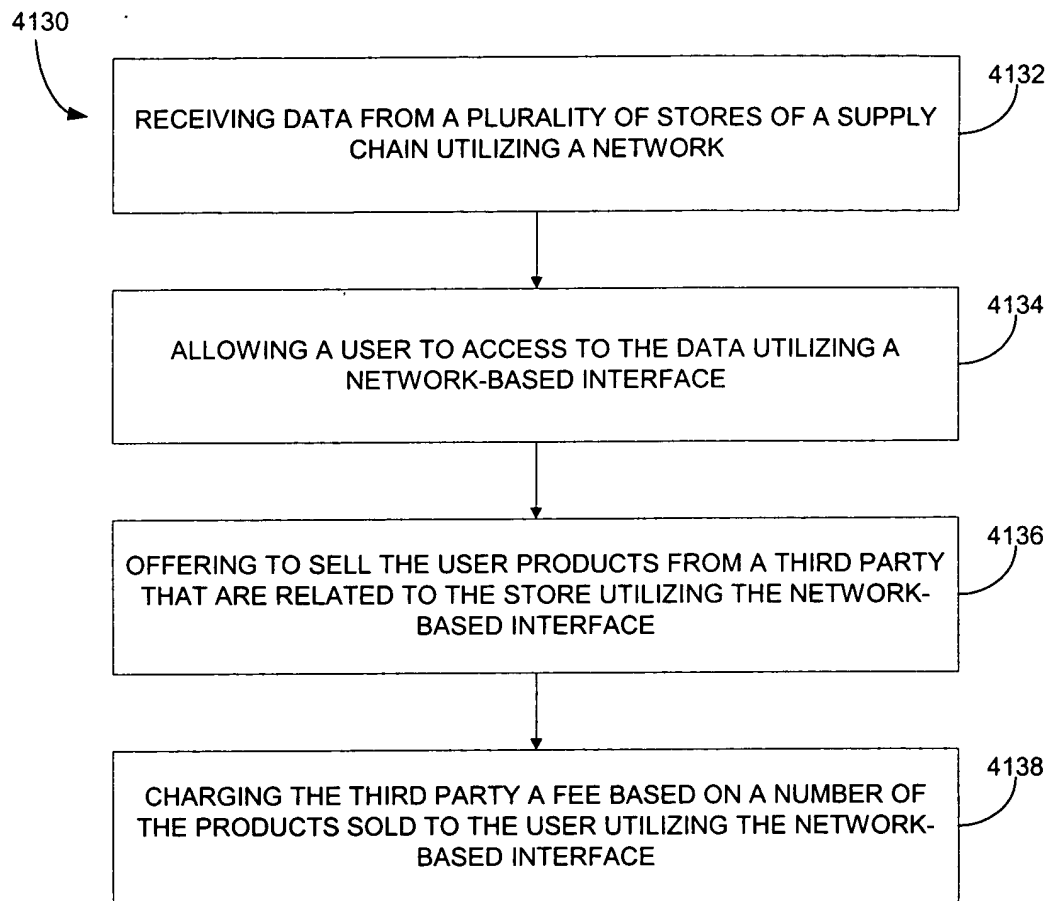 4130
4132
RECEIVING DATA FROM A PLURALITY OF STORES OF A SUPPLY
CHAIN UTILIZING A NETWORK
4134
ALLOWING A USER TO ACCESS TO THE DATA UTILIZING A
NETWORK-BASED INTERFACE
4136
OFFERING TO SELL THE USER PRODUCTS FROM A THIRD PARTY
THAT ARE RELATED TO THE STORE UTILIZING THE NETWORK-
BASED INTERFACE
4138
CHARGING THE THIRD PARTY A FEE BASED ON A NUMBER OF
THE PRODUCTS SOLD TO THE USER UTILIZING THE NETWORK-
BASED INTERFACE